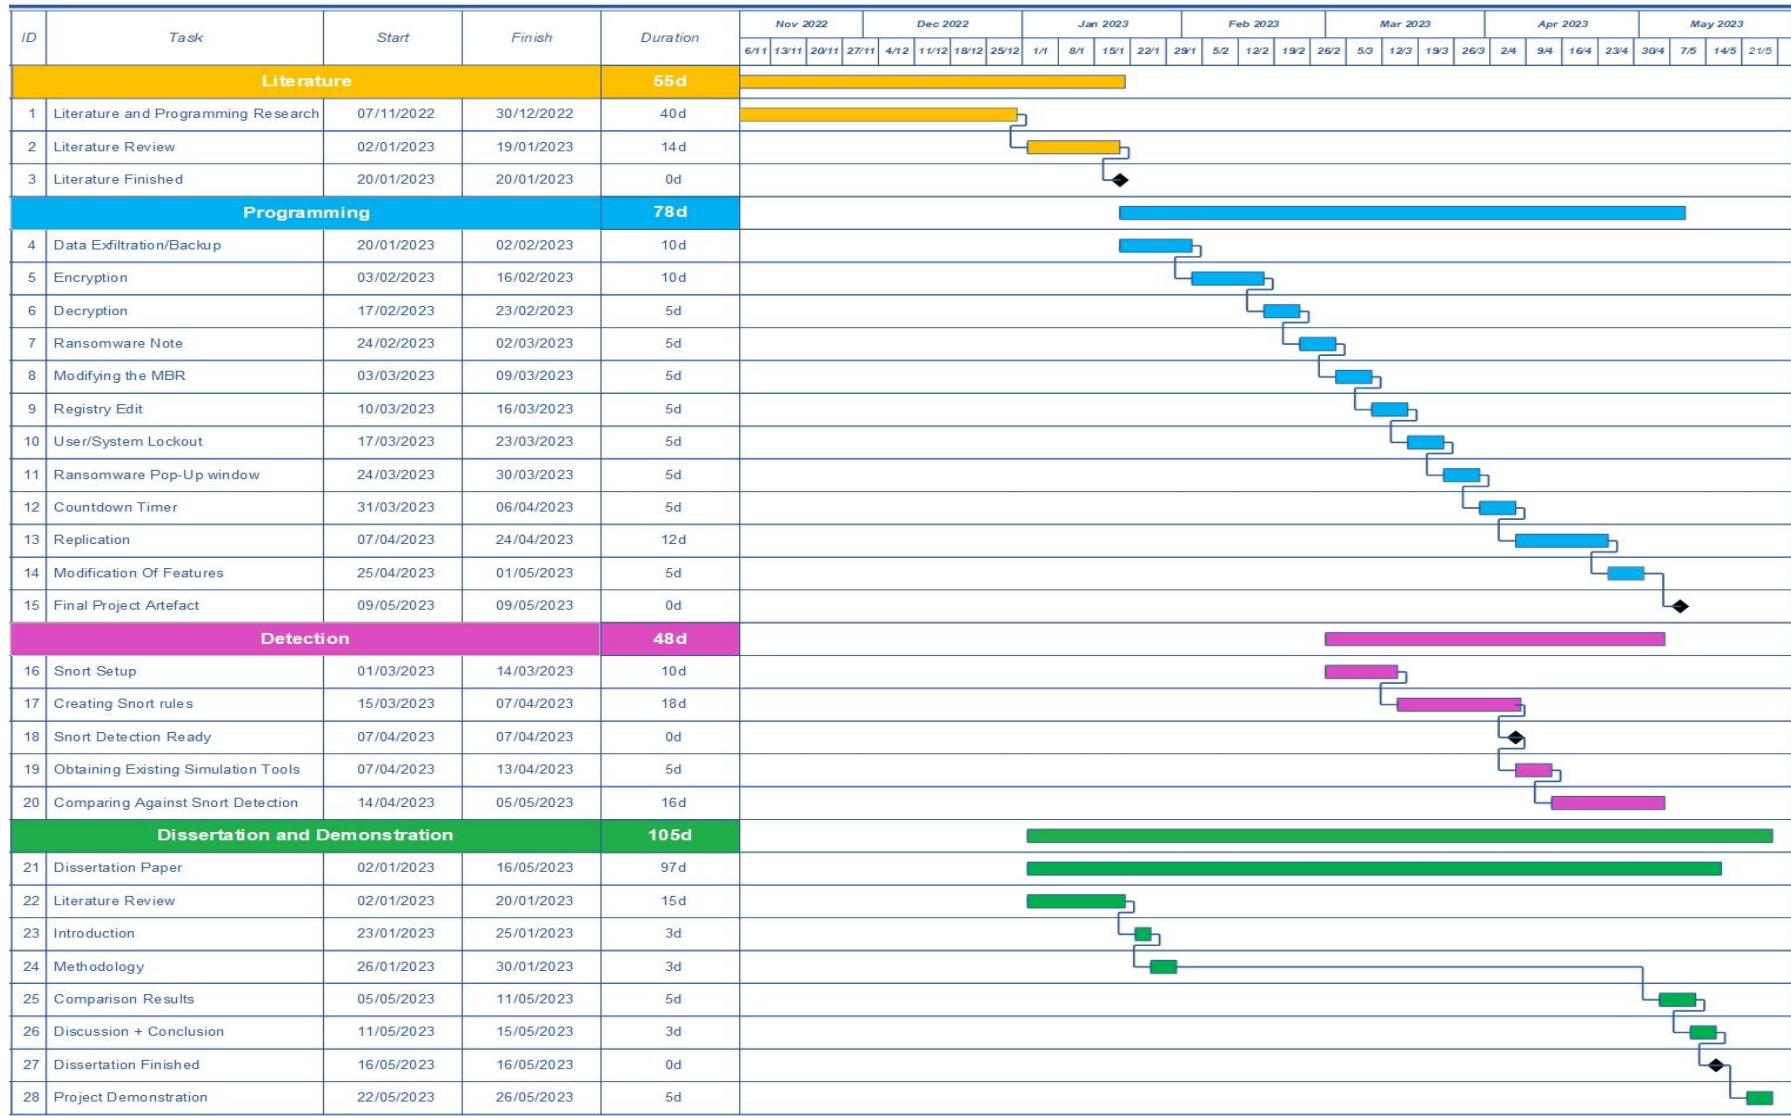 ID Task Start Finish Duration Nov 2022 Dec 2022 Jan 2023 Feb 2023 Mar 2023 Apr 2023 May 2023
6/11 13/11 20/11 27/11 4/12 11/12 18/12 25/12 1/1 8/1 15/1 22/1 29/1 5/2 12/2 19/2 26/2 5/3 12/3 19/3 26/3 2/4 9/4 16/4 23/4 30/4 7/5 14/5 21/5
Literature 55d
1 Literature and Programming Research 07/11/2022 30/12/2022 40d
2 Literature Review 02/01/2023 19/01/2023 14d
3 Literature Finished 20/01/2023 20/01/2023 0d
Programming 78d
4 Data Exfiltration/Backup 20/01/2023 02/02/2023 10d
5 Encryption 03/02/2023 16/02/2023 10d
6 Decryption 17/02/2023 23/02/2023 5d
7 Ransomware Note 24/02/2023 02/03/2023 5d
8 Modifying the MBR 03/03/2023 09/03/2023 5d
9 Registry Edit 10/03/2023 16/03/2023 5d
10 User/System Lockout 17/03/2023 23/03/2023 5d
11 Ransomware Pop-Up window 24/03/2023 30/03/2023 5d
12 Countdown Timer 31/03/2023 06/04/2023 5d
13 Replication 07/04/2023 24/04/2023 12d
14 Modification Of Features 25/04/2023 01/05/2023 5d
15 Final Project Artefact 09/05/2023 09/05/2023 0d
Detection 48d
16 Snort Setup 01/03/2023 14/03/2023 10d
17 Creating Snort rules 15/03/2023 07/04/2023 18d
18 Snort Detection Ready 07/04/2023 07/04/2023 0d
19 Obtaining Existing Simulation Tools 07/04/2023 13/04/2023 5d
20 Comparing Against Snort Detection 14/04/2023 05/05/2023 16d
Dissertation and Demonstration 105d
21 Dissertation Paper 02/01/2023 16/05/2023 97d
22 Literature Review 02/01/2023 20/01/2023 15d
23 Introduction 23/01/2023 25/01/2023 3d
24 Methodology 26/01/2023 30/01/2023 3d
25 Comparison Results 05/05/2023 11/05/2023 5d
26 Discussion + Conclusion 11/05/2023 15/05/2023 3d
27 Dissertation Finished 16/05/2023 16/05/2023 0d
28 Project Demonstration 22/05/2023 26/05/2023 5d